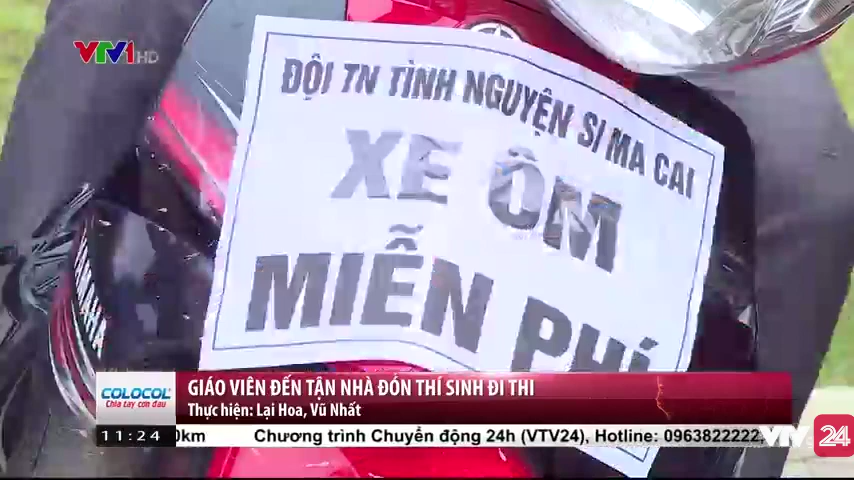 VTV1 HD
ĐỘI TN TÌNH NGUYỆN SI MA CAI
XE ÔM
MIỄN PHÍ
YAMAHA
COLOCOL
Chia tay cơn đau
GIÁO VIÊN ĐẾN TẬN NHÀ ĐÓN THÍ SINH ĐI THI
Thực hiện: Lại Hoa, Vũ Nhất
11:24 0km Chương trình Chuyển động 24h (VTV24), Hotline: 0963822222,
VTV 24